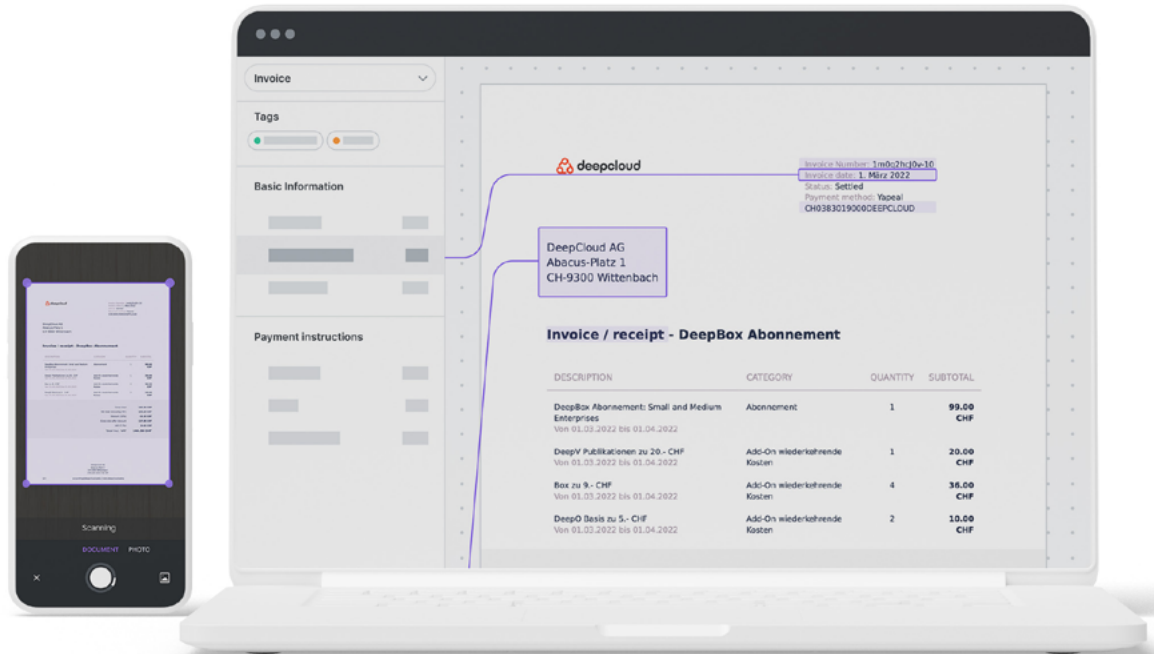 Invoice
Tags
Basic Information
Payment instructions
deepcloud
Invoice Number: 1m0q2hcj0v-10
Invoice date: 1. März 2022
Status: Settled
Payment method: Yapeal
CH0383019000DEEPCLOUD
DeepCloud AG
Abacus-Platz 1
CH-9300 Wittenbach
Invoice / receipt - DeepBox Abonnement
DESCRIPTION CATEGORY QUANTITY SUBTOTAL
DeepBox Abonnement: Small and Medium Abonnement 1 99.00
Enterprises CHF
Von 01.03.2022 bis 01.04.2022
DeepV Publikationen zu 20.- CHF Add-On wiederkehrende 1 20.00
Von 01.03.2022 bis 01.04.2022 Kosten CHF
Box zu 9.- CHF Add-On wiederkehrende 4 36.00
Von 01.03.2022 bis 01.04.2022 Kosten CHF
DeepO Basis zu 5.- CHF Add-On wiederkehrende 2 10.00
Von 01.03.2022 bis 01.04.2022 Kosten CHF
deepcloud
Invoice / receipt - DeepBox Abonnement
Scanning
DOCUMENT PHOTO